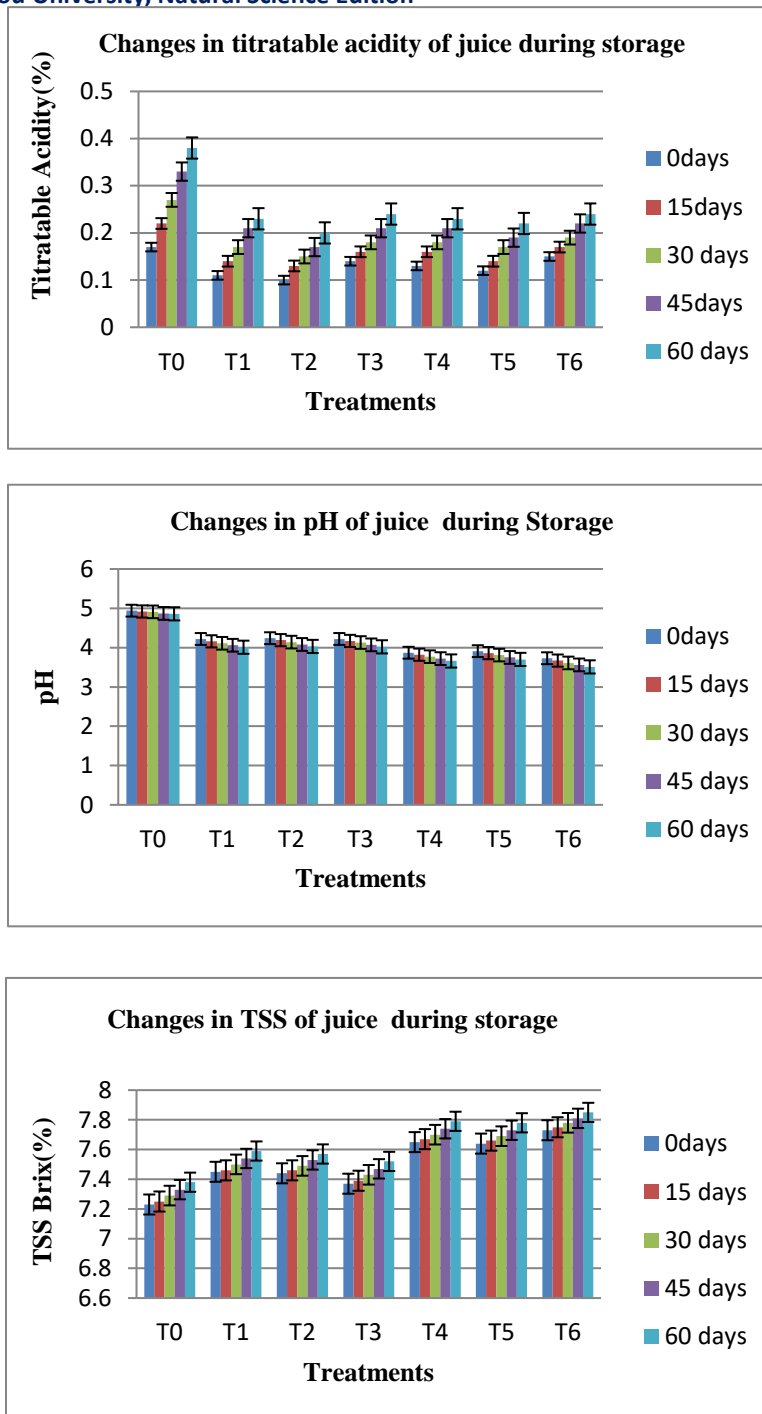 University, Natural Science Edition
Changes in titratable acidity of juice during storage
Titratable Acidity(%)
0.5
0.4
0.3
0.2
0.1
0
T0 T1 T2 T3 T4 T5 T6
Treatments
0days
15days
30 days
45days
60 days
Changes in pH of juice during Storage
pH
6
5
4
3
2
1
0
T0 T1 T2 T3 T4 T5 T6
Treatments
0days
15 days
30 days
45 days
60 days
Changes in TSS of juice during storage
TSS Brix(%)
8
7.8
7.6
7.4
7.2
7
6.8
6.6
T0 T1 T2 T3 T4 T5 T6
Treatments
0days
15 days
30 days
45 days
60 days